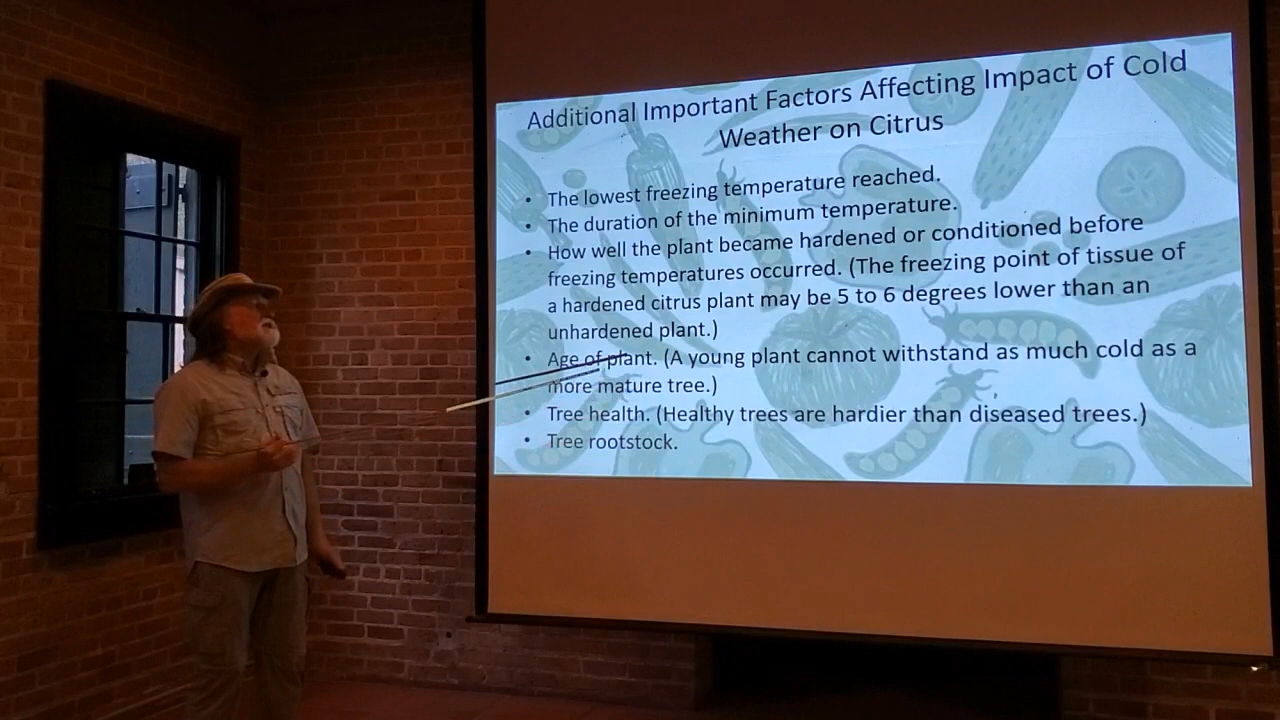 Additional Important Factors Affecting Impact of Cold
Weather on Citrus
• The lowest freezing temperature reached.
• The duration of the minimum temperature.
• How well the plant became hardened or conditioned before
freezing temperatures occurred. (The freezing point of tissue of
a hardened citrus plant may be 5 to 6 degrees lower than an
unhardened plant.)
• Age of plant. (A young plant cannot withstand as much cold as a
more mature tree.)
• Tree health. (Healthy trees are hardier than diseased trees.)
• Tree rootstock.